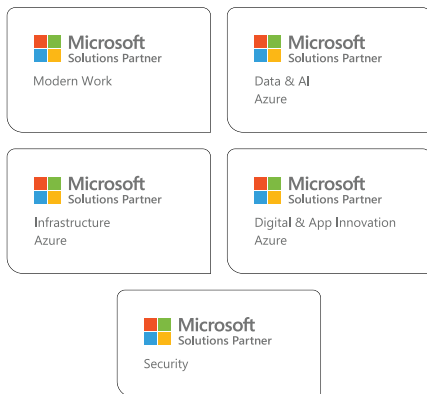 Microsoft
Solutions Partner
Modern Work
Microsoft
Solutions Partner
Data & AI
Azure
Microsoft
Solutions Partner
Infrastructure
Azure
Microsoft
Solutions Partner
Digital & App Innovation
Azure
Microsoft
Solutions Partner
Security